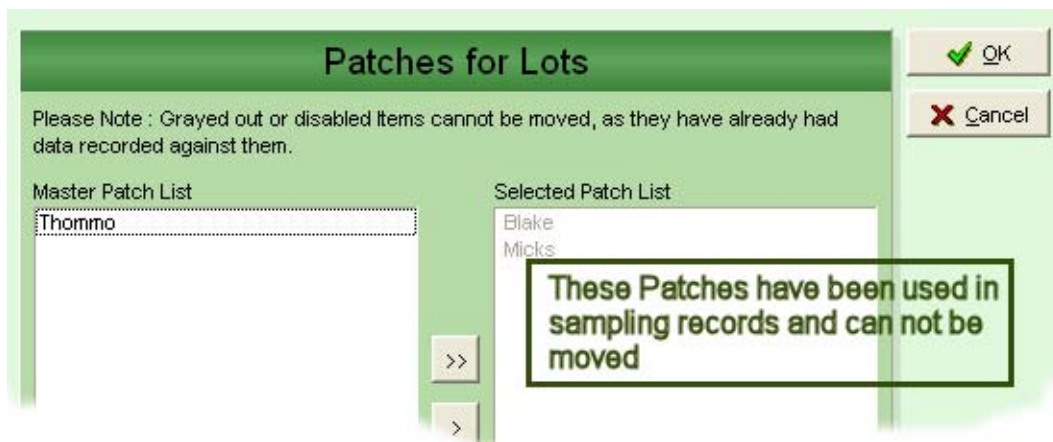 Patches for Lots
OK
Cancel
Please Note : Grayed out or disabled Items cannot be moved, as they have already had
data recorded against them.
Master Patch List
Selected Patch List
Thommo
Blake
Micks
These Patches have been used in
sampling records and can not be
moved
>>
>